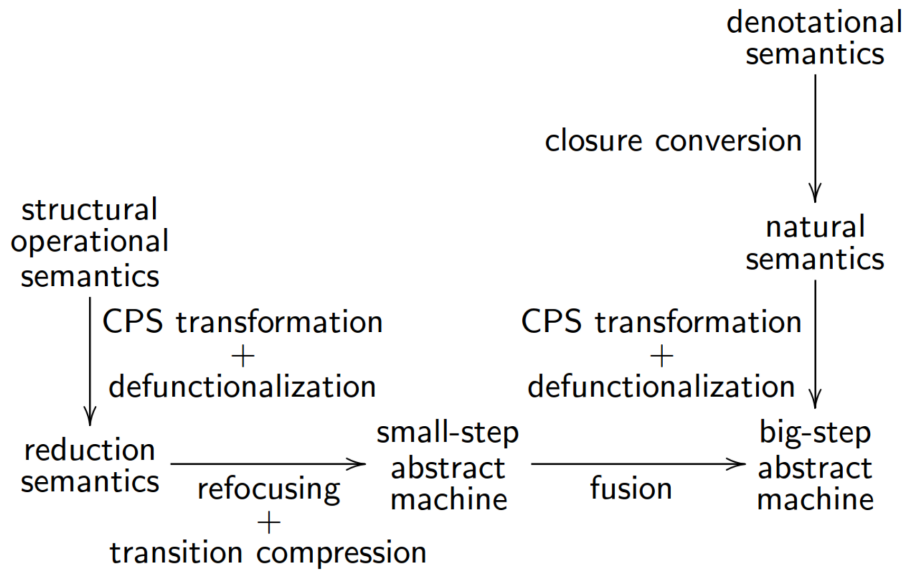 denotational
semantics
closure conversion
structural
operational
semantics
natural
semantics
CPS transformation
+
defunctionalization
CPS transformation
+
defunctionalization
reduction
semantics
refocusing
+
transition compression
small-step
abstract
machine
fusion
big-step
abstract
machine